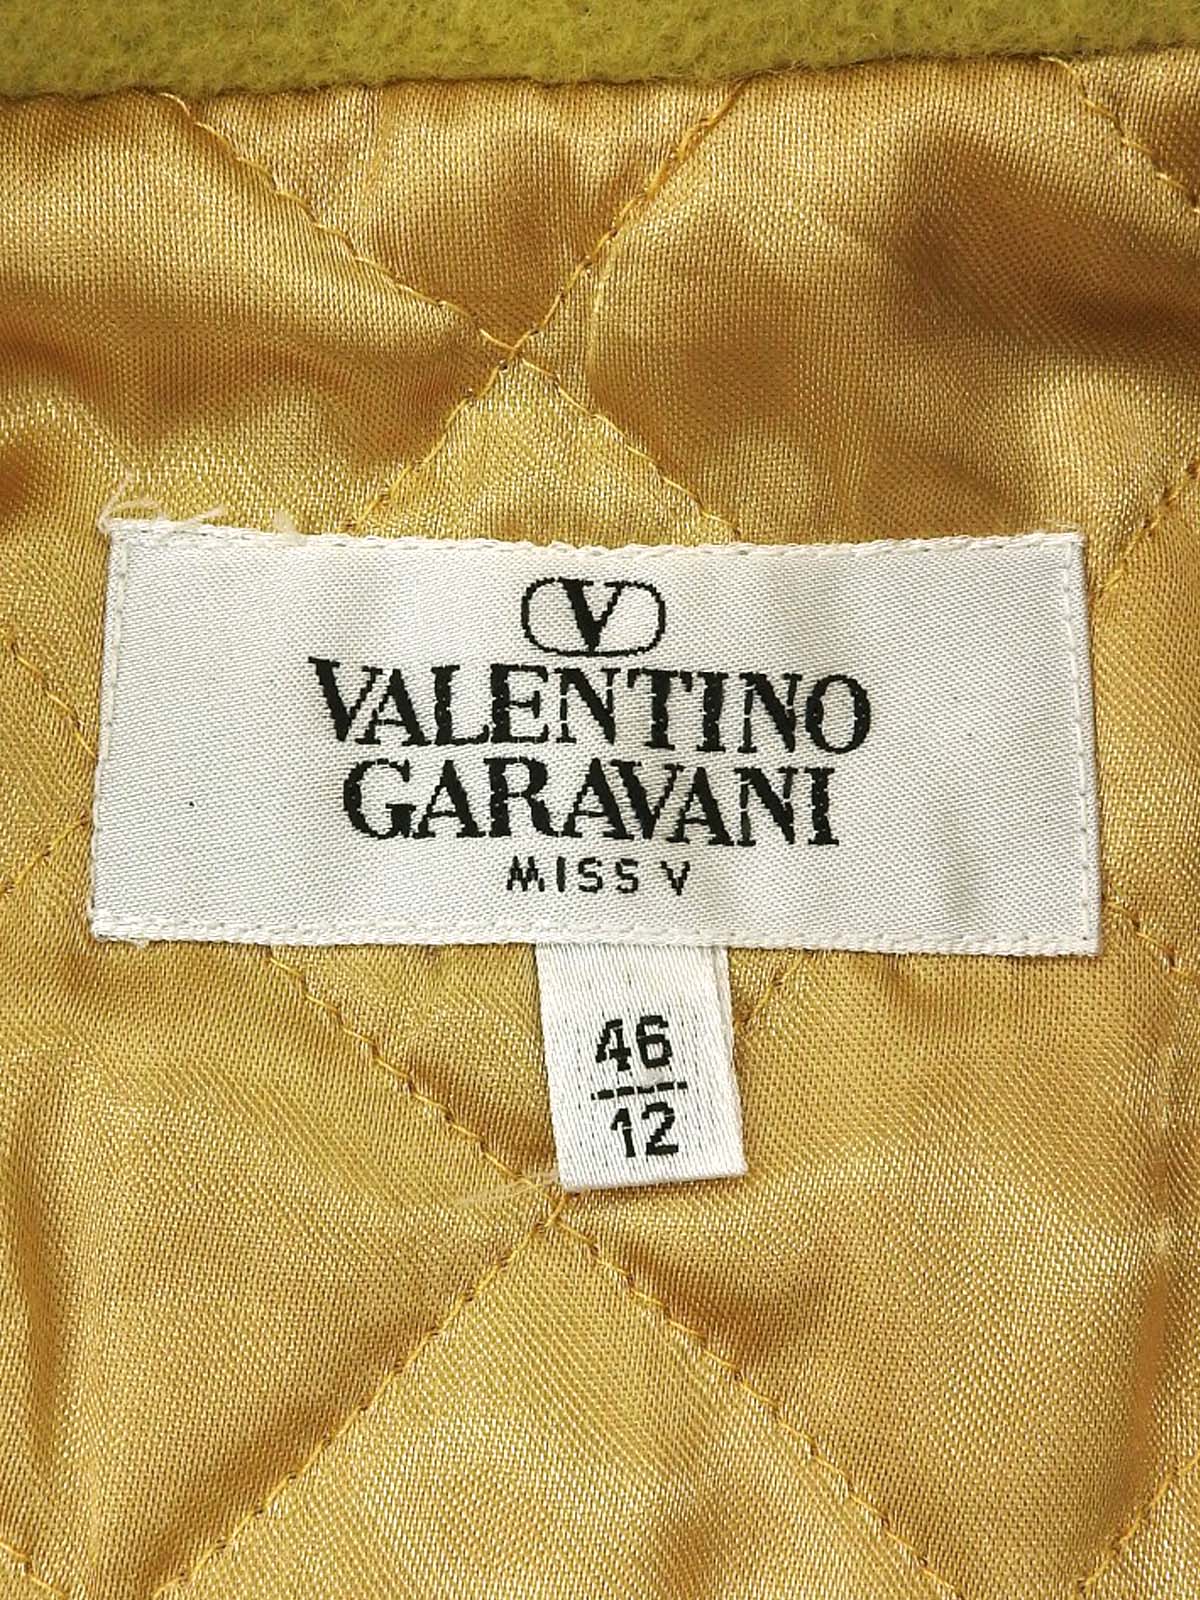 V
VALENTINO
GARAVANI
MISS V
46
12